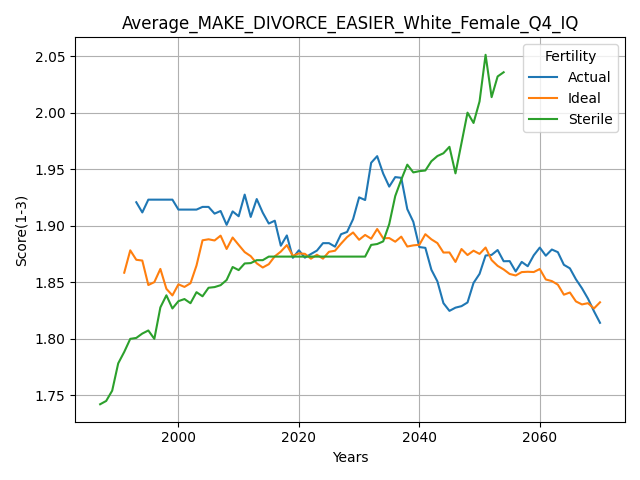 Average_MAKE_DIVORCE_EASIER_White_Female_Q4_IQ
Fertility
Actual
Ideal
Sterile
Score(1-3)
2.05
2.00
1.95
1.90
1.85
1.80
1.75
2000
2020
2040
2060
Years